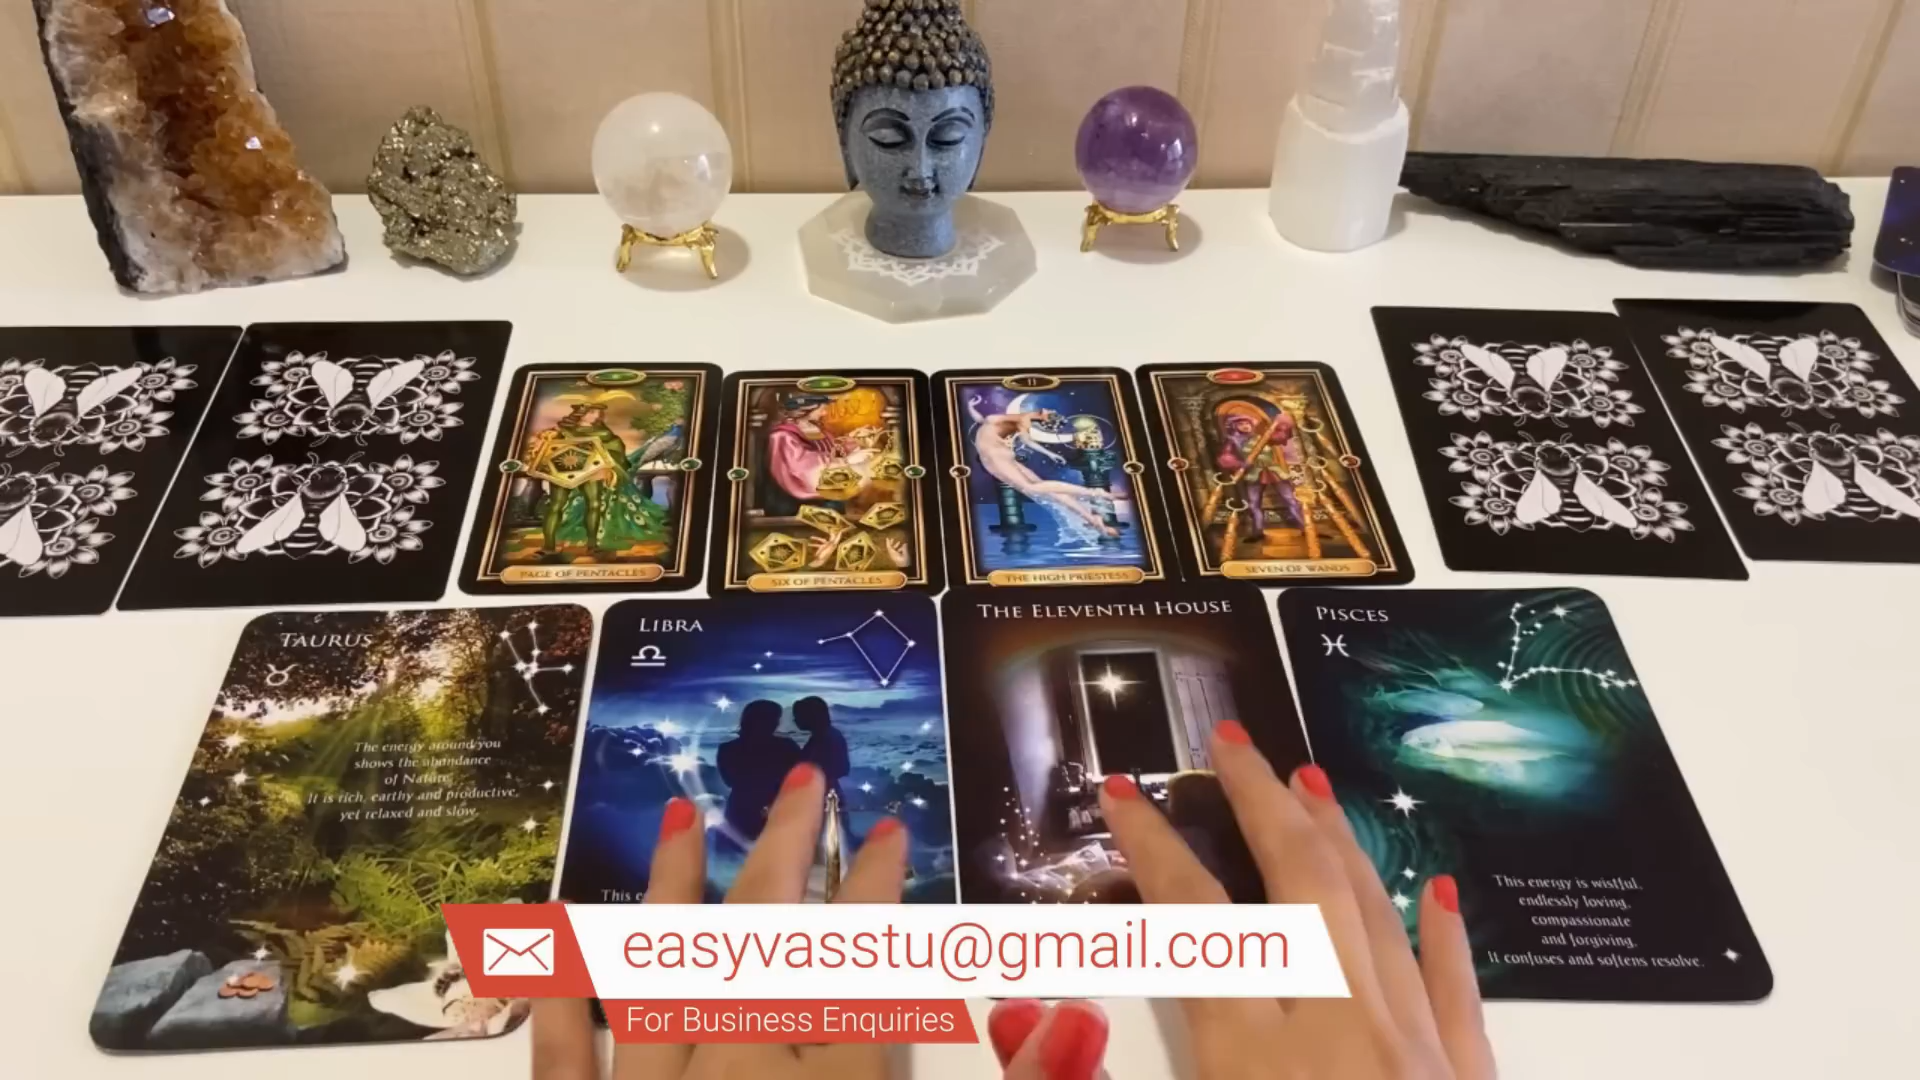 PAGE OF PENTACLES
SIX OF PENTACLES
II
THE HIGH PRIESTESS
SEVEN OF WANDS
TAURUS
The energy around you
shows the abundance
of Nature.
It is rich, earthy and productive,
yet relaxed and slow.
LIBRA
This
THE ELEVENTH HOUSE
PISCES
This energy is wistful,
endlessly loving,
compassionate
and forgiving.
It confuses and softens resolve.
easyvasstu@gmail.com
For Business Enquiries